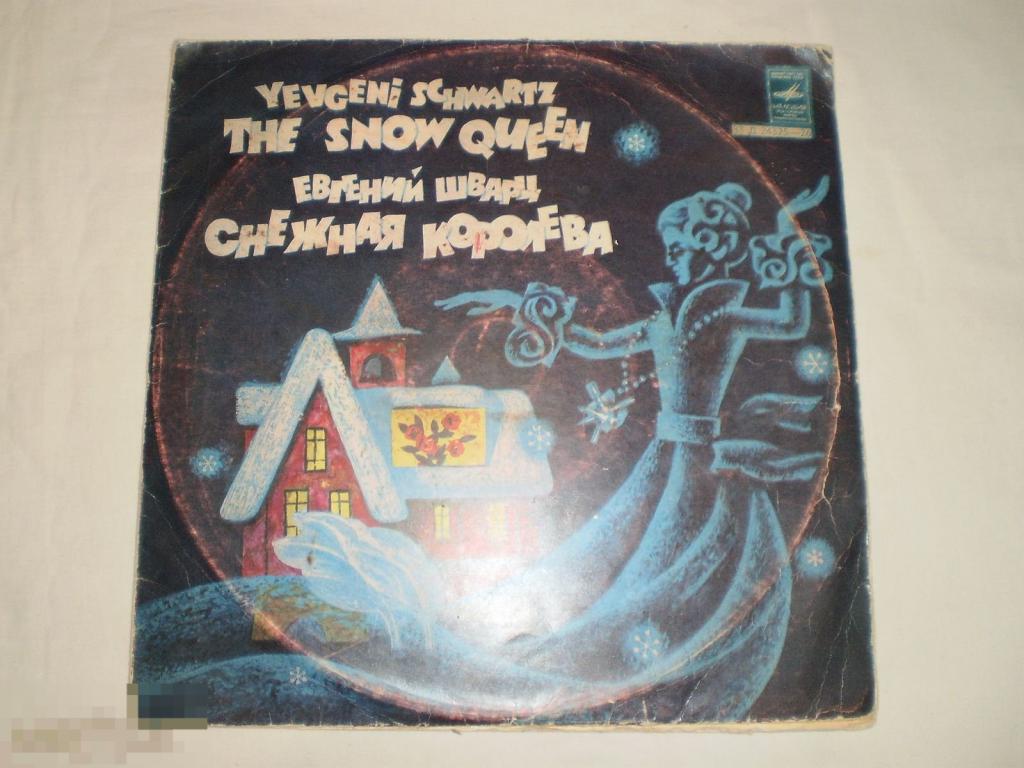 YEVGENi SCHWARTZ
THE SNOW QUEEN
ЕВГЕНИЙ ШВАРЦ
СНЕЖНАЯ КОРОЛЕВА